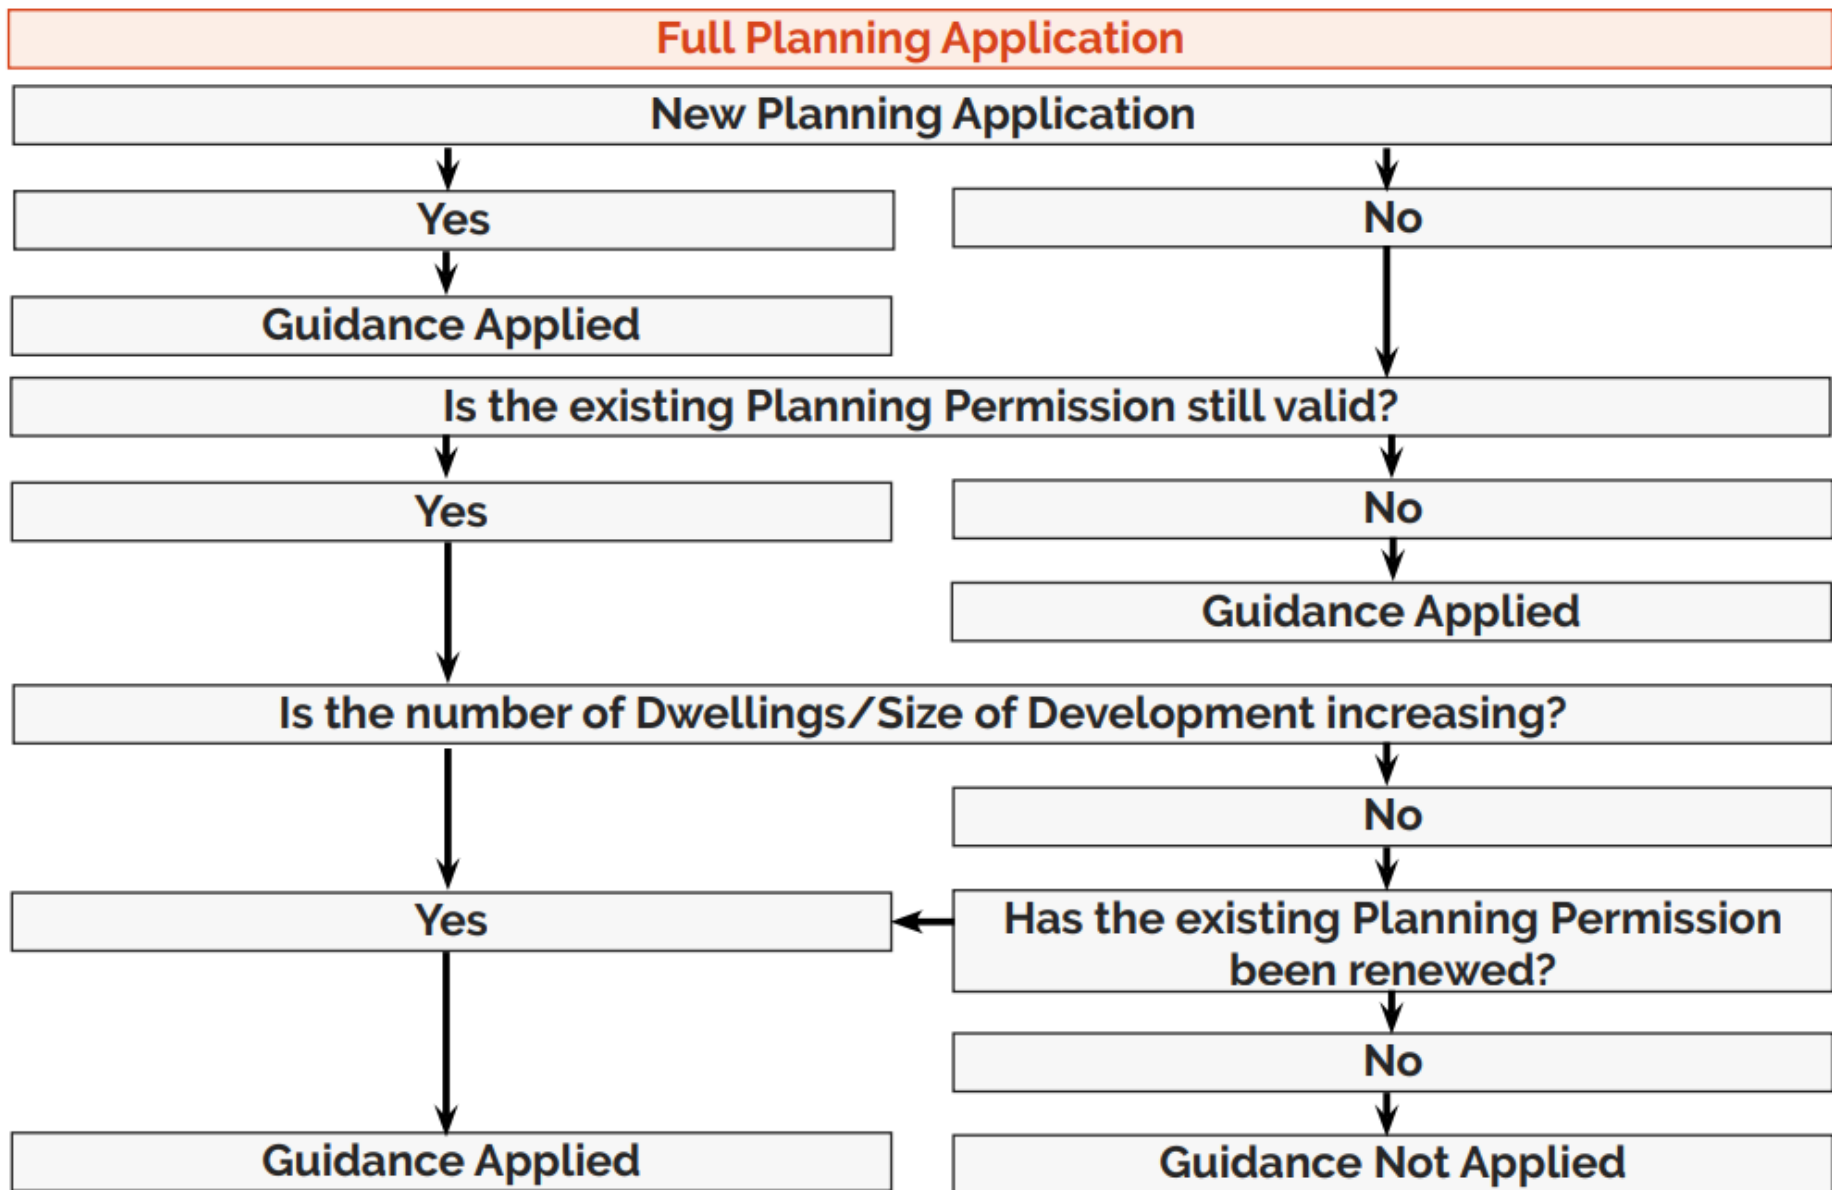 Full Planning Application
New Planning Application
Yes
No
Guidance Applied
Is the existing Planning Permission still valid?
Yes
No
Guidance Applied
Is the number of Dwellings/Size of Development increasing?
No
Yes
Has the existing Planning Permission
been renewed?
No
Guidance Applied
Guidance Not Applied